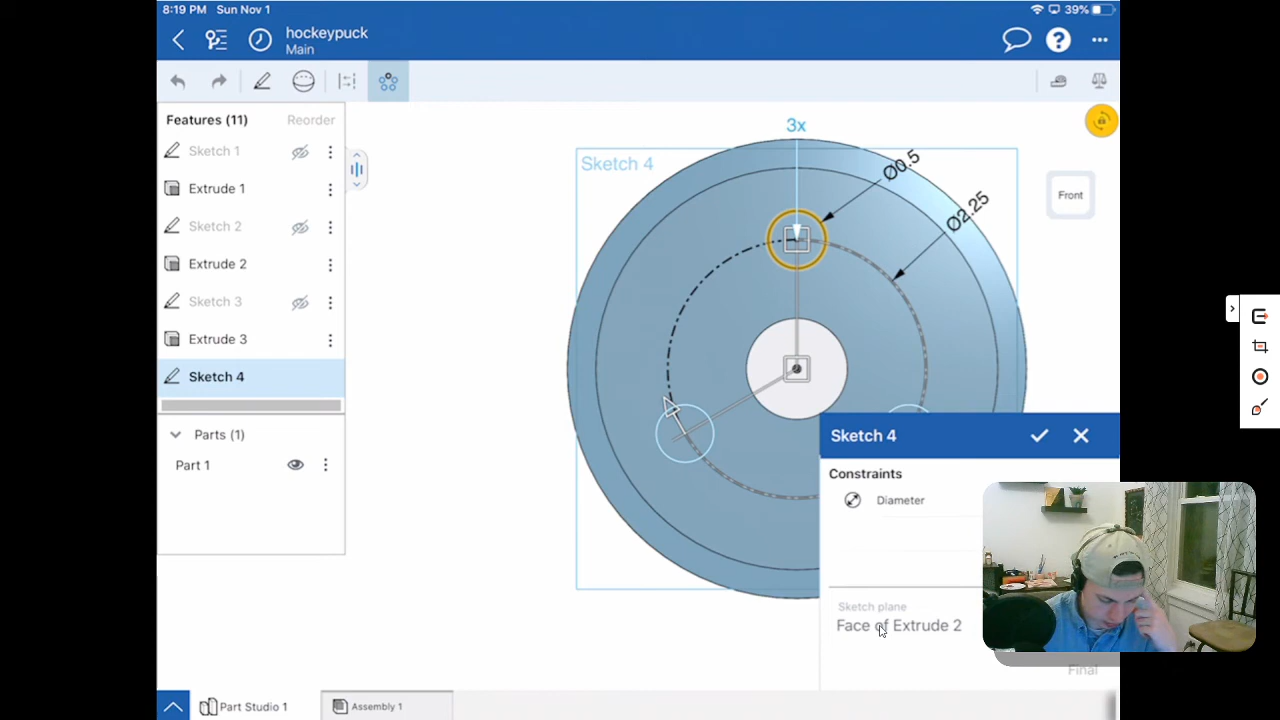 8:19 PM Sun Nov 1
39%
hockeypuck
Main
Features (11)
Reorder
Sketch 1
Extrude 1
Sketch 2
Extrude 2
Sketch 3
Extrude 3
Sketch 4
Parts (1)
Part 1
3x
Sketch 4
Ø0.5
Ø2.25
Front
Sketch 4
Constraints
Diameter
Sketch plane
Face of Extrude 2
Final
Part Studio 1
Assembly 1